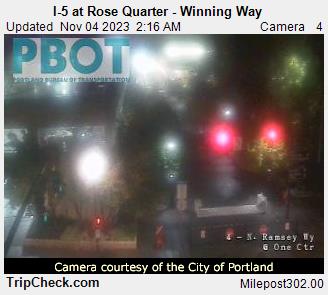 I-5 at Rose Quarter - Winning Way
Updated Nov 04 2023 2:16 AM Camera 4
PBOT
PORTLAND BUREAU OF TRANSPORTATION
4 - N. Ramsey Wy
@ One Ctr
Camera courtesy of the City of Portland
TripCheck.com Milepost302.00